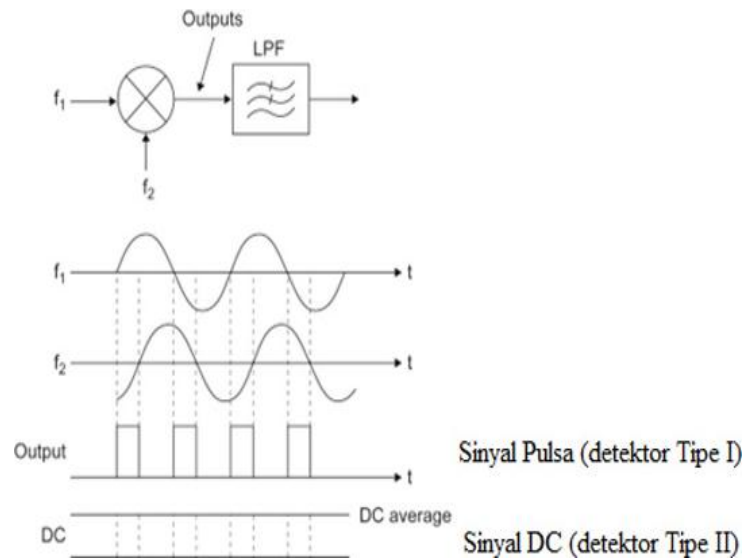 Outputs
LPF
f₁
f₂
f₁ t
f₂ t
Output t Sinyal Pulsa (detektor Tipe I)
DC average
DC Sinyal DC (detektor Tipe II)